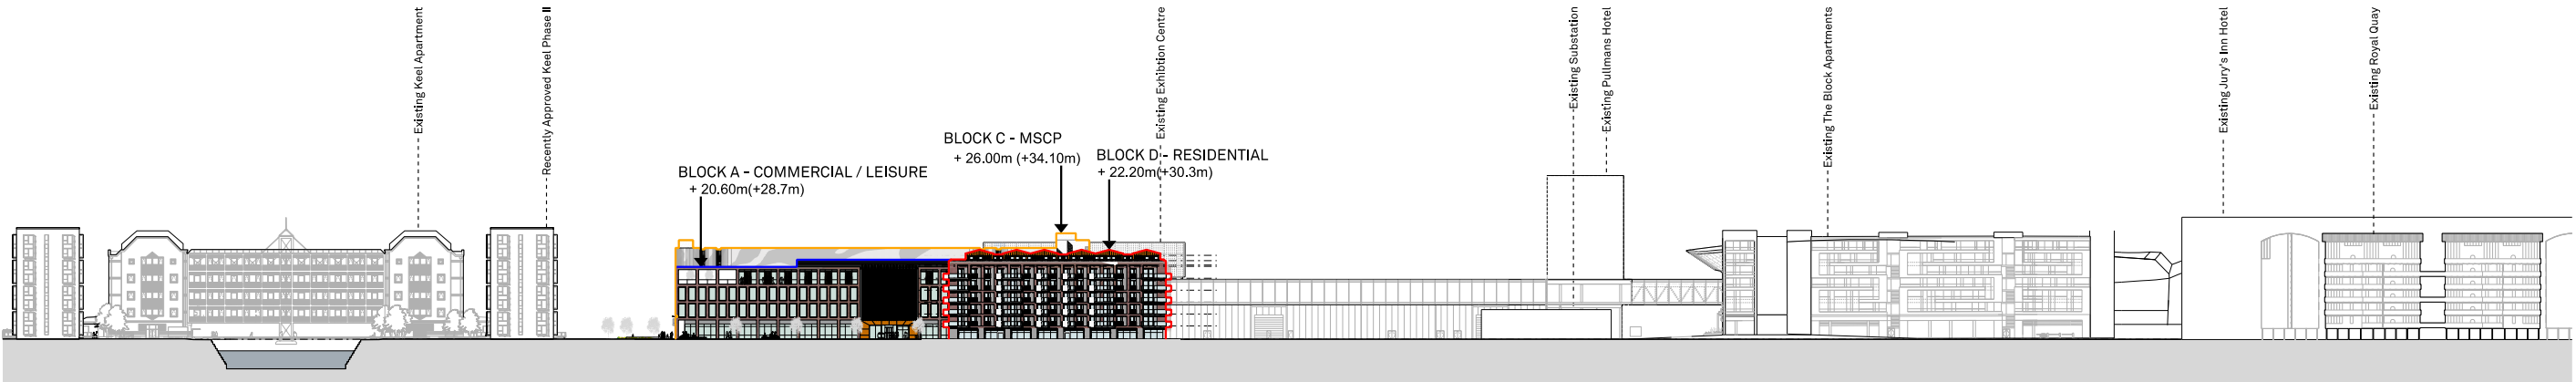 Existing Keel Apartment
Recently Approved Keel Phase II
BLOCK A - COMMERCIAL / LEISURE
+ 20.60m(+28.7m)
BLOCK C - MSCP
+ 26.00m (+34.10m)
BLOCK D - RESIDENTIAL
+ 22.20m(+30.3m)
Existing Exhibtion Centre
Existing Substation
Existing Pullmans Hotel
Existing The Block Apartments
Existing Jury's Inn Hotel
Existing Royal Quay